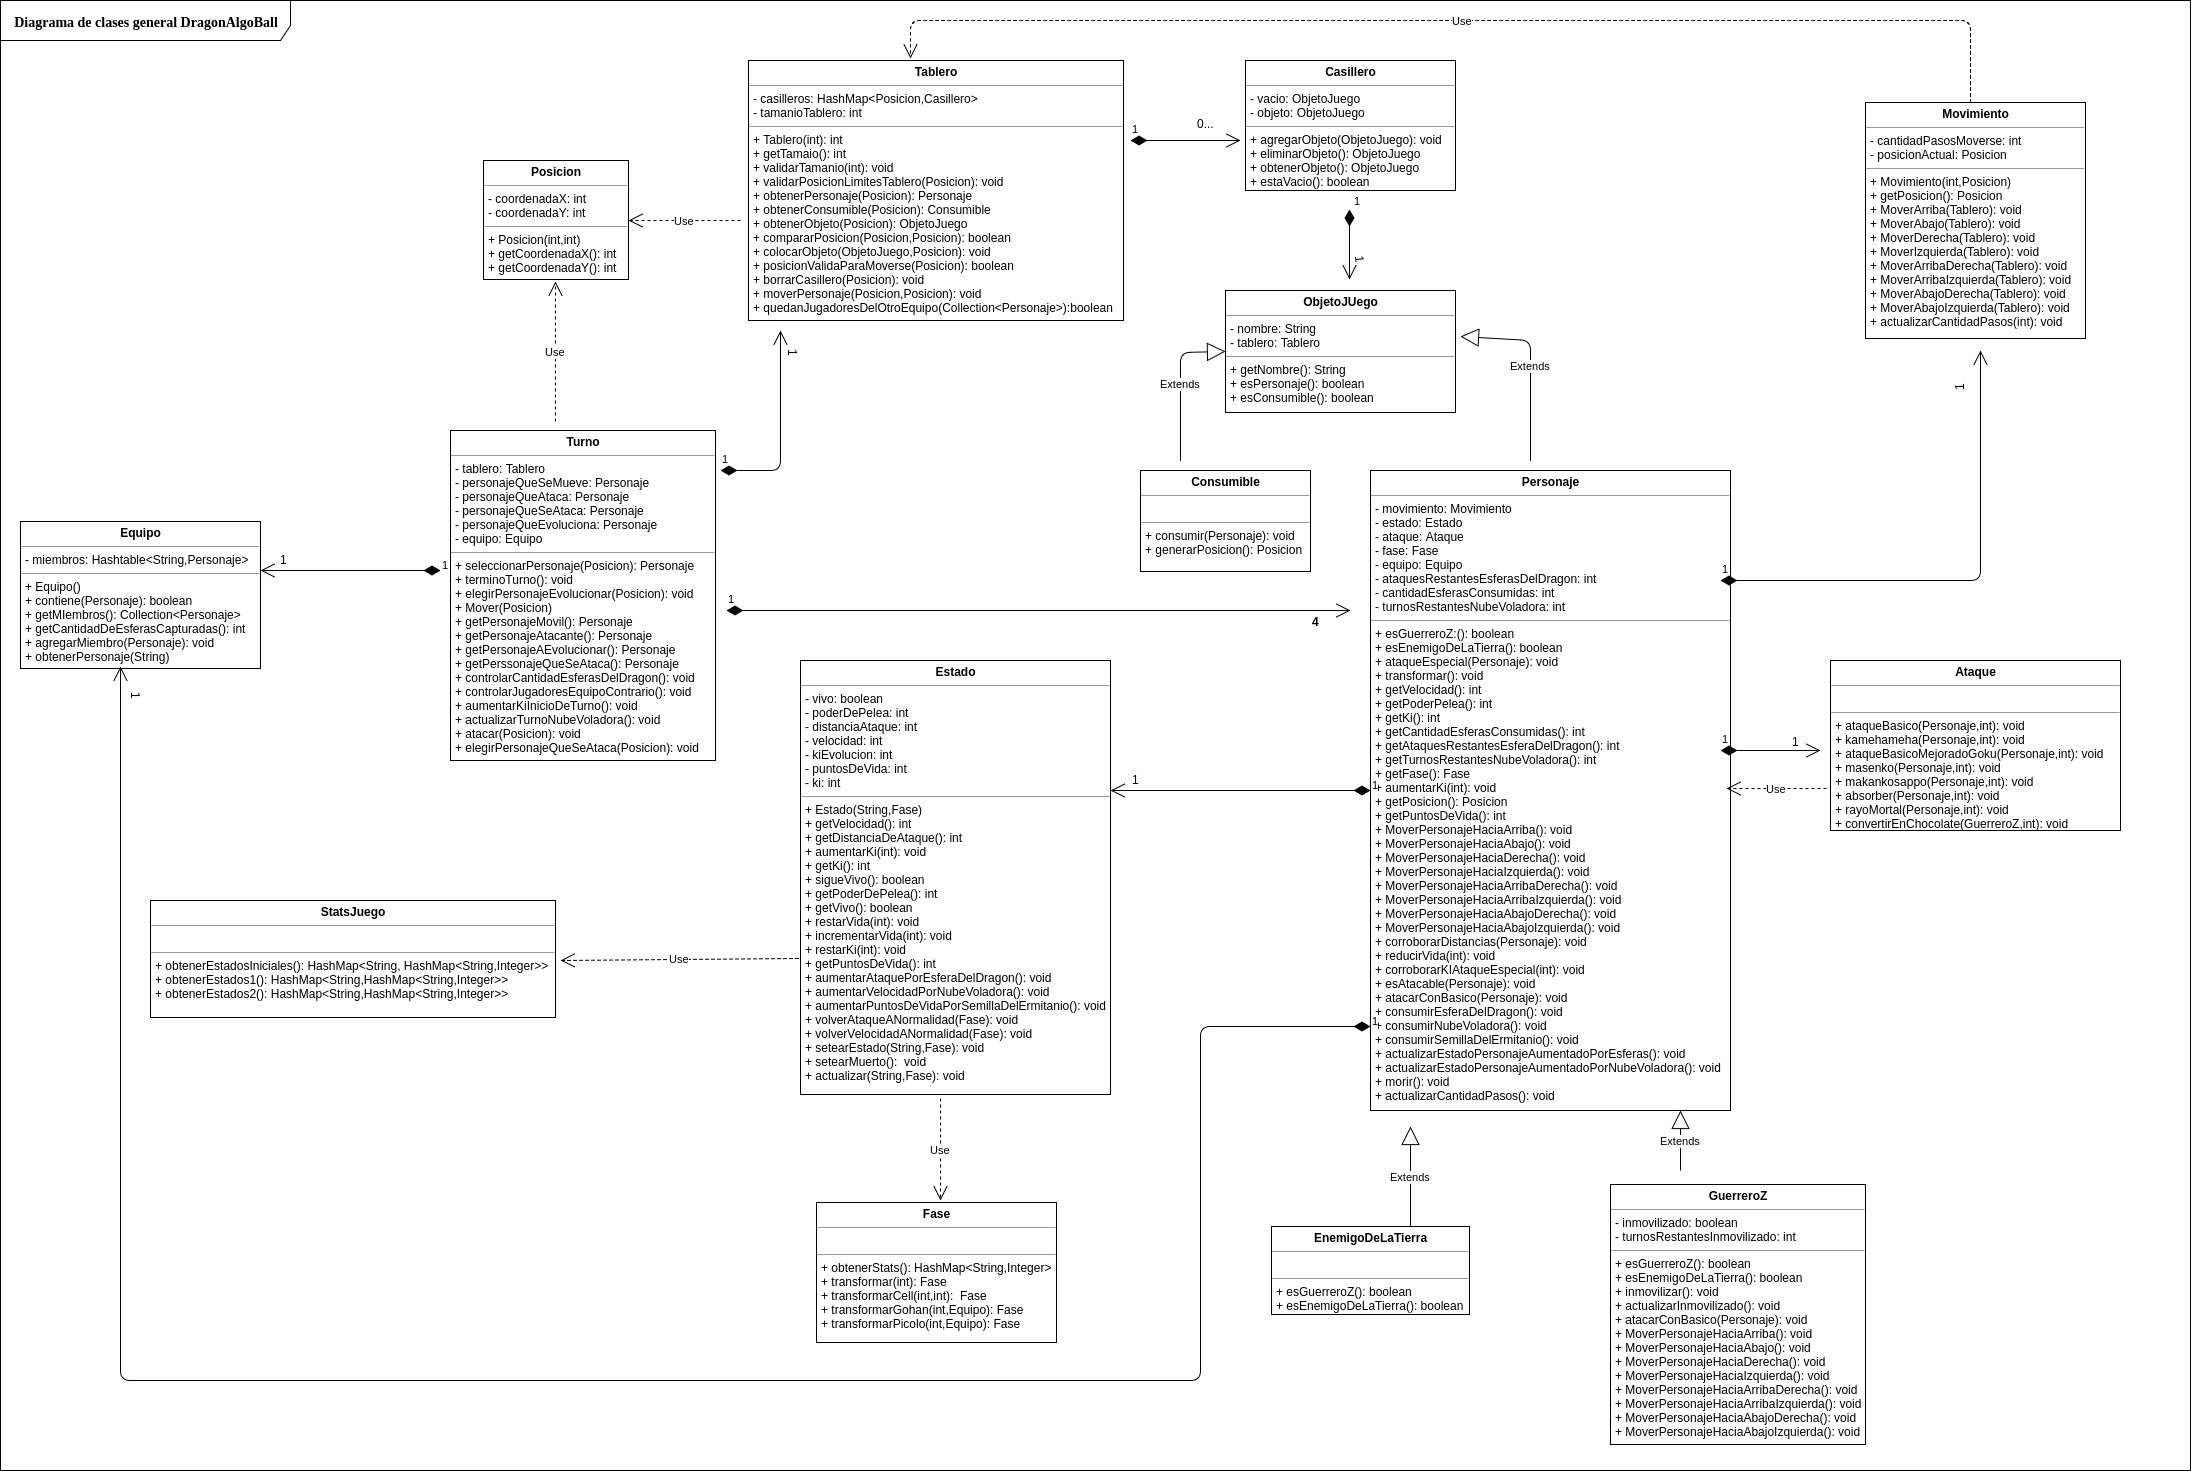 Diagrama de clases general DragonAlgoBall
Use
Tablero
- casilleros: HashMap<Posicion,Casillero>
- tamanioTablero: int
+ Tablero(int): int
+ getTamaio(): int
+ validarTamanio(int): void
+ validarPosicionLimitesTablero(Posicion): void
+ obtenerPersonaje(Posicion): Personaje
+ obtenerConsumible(Posicion): Consumible
+ obtenerObjeto(Posicion): ObjetoJuego
+ compararPosicion(Posicion,Posicion): boolean
+ colocarObjeto(ObjetoJuego,Posicion): void
+ posicionValidaParaMoverse(Posicion): boolean
+ borrarCasillero(Posicion): void
+ moverPersonaje(Posicion,Posicion): void
+ quedanJugadoresDelOtroEquipo(Collection<Personaje>):boolean
1
0...
Casillero
- vacio: ObjetoJuego
- objeto: ObjetoJuego
+ agregarObjeto(ObjetoJuego): void
+ eliminarObjeto(): ObjetoJuego
+ obtenerObjeto(): ObjetoJuego
+ estaVacio(): boolean
1
1
Movimiento
- cantidadPasosMoverse: int
- posicionActual: Posicion
+ Movimiento(int,Posicion)
+ getPosicion(): Posicion
+ MoverArriba(Tablero): void
+ MoverAbajo(Tablero): void
+ MoverDerecha(Tablero): void
+ MoverIzquierda(Tablero): void
+ MoverArribaDerecha(Tablero): void
+ MoverArribaIzquierda(Tablero): void
+ MoverAbajoDerecha(Tablero): void
+ MoverAbajoIzquierda(Tablero): void
+ actualizarCantidadPasos(int): void
1
Posicion
- coordenadaX: int
- coordenadaY: int
+ Posicion(int,int)
+ getCoordenadaX(): int
+ getCoordenadaY(): int
Use
Use
1
ObjetoJUego
- nombre: String
- tablero: Tablero
+ getNombre(): String
+ esPersonaje(): boolean
+ esConsumible(): boolean
Extends
Extends
Turno
- tablero: Tablero
- personajeQueSeMueve: Personaje
- personajeQueAtaca: Personaje
- personajeQueSeAtaca: Personaje
- personajeQueEvoluciona: Personaje
- equipo: Equipo
+ seleccionarPersonaje(Posicion): Personaje
+ terminoTurno(): void
+ elegirPersonajeEvolucionar(Posicion): void
+ Mover(Posicion)
+ getPersonajeMovil(): Personaje
+ getPersonajeAtacante(): Personaje
+ getPersonajeAEvolucionar(): Personaje
+ getPerssonajeQueSeAtaca(): Personaje
+ controlarCantidadEsferasDelDragon(): void
+ controlarJugadoresEquipoContrario(): void
+ aumentarKiInicioDeTurno(): void
+ actualizarTurnoNubeVoladora(): void
+ atacar(Posicion): void
+ elegirPersonajeQueSeAtaca(Posicion): void
1
1
1
1
4
Equipo
- miembros: Hashtable<String,Personaje>
+ Equipo()
+ contiene(Personaje): boolean
+ getMIembros(): Collection<Personaje>
+ getCantidadDeEsferasCapturadas(): int
+ agregarMiembro(Personaje): void
+ obtenerPersonaje(String)
1
Consumible
+ consumir(Personaje): void
+ generarPosicion(): Posicion
Personaje
- movimiento: Movimiento
- estado: Estado
- ataque: Ataque
- fase: Fase
- equipo: Equipo
- ataquesRestantesEsferasDelDragon: int
- cantidadEsferasConsumidas: int
- turnosRestantesNubeVoladora: int
+ esGuerreroZ:(): boolean
+ esEnemigoDeLaTierra(): boolean
+ ataqueEspecial(Personaje): void
+ transformar(): void
+ getVelocidad(): int
+ getPoderPelea(): int
+ getKi(): int
+ getCantidadEsferasConsumidas(): int
+ getAtaquesRestantesEsferaDelDragon(): int
+ getTurnosRestantesNubeVoladora(): int
+ getFase(): Fase
+ aumentarKi(int): void
+ getPosicion(): Posicion
+ getPuntosDeVida(): int
+ MoverPersonajeHaciaArriba(): void
+ MoverPersonajeHaciaAbajo(): void
+ MoverPersonajeHaciaDerecha(): void
+ MoverPersonajeHaciaIzquierda(): void
+ MoverPersonajeHaciaArribaDerecha(): void
+ MoverPersonajeHaciaArribaIzquierda(): void
+ MoverPersonajeHaciaAbajoDerecha(): void
+ MoverPersonajeHaciaAbajoIzquierda(): void
+ corroborarDistancias(Personaje): void
+ reducirVida(int): void
+ corroborarKIAtaqueEspecial(int): void
+ esAtacable(Personaje): void
+ atacarConBasico(Personaje): void
+ consumirEsferaDelDragon(): void
+ consumirNubeVoladora(): void
+ consumirSemillaDelErmitanio(): void
+ actualizarEstadoPersonajeAumentadoPorEsferas(): void
+ actualizarEstadoPersonajeAumentadoPorNubeVoladora(): void
+ morir(): void
+ actualizarCantidadPasos(): void
1
1
1
1
1
1
Use
Ataque
+ ataqueBasico(Personaje,int): void
+ kamehameha(Personaje,int): void
+ ataqueBasicoMejoradoGoku(Personaje,int): void
+ masenko(Personaje,int): void
+ makankosappo(Personaje,int): void
+ absorber(Personaje,int): void
+ rayoMortal(Personaje,int): void
+ convertirEnChocolate(GuerreroZ,int): void
Estado
- vivo: boolean
- poderDePelea: int
- distanciaAtaque: int
- velocidad: int
- kiEvolucion: int
- puntosDeVida: int
- ki: int
+ Estado(String,Fase)
+ getVelocidad(): int
+ getDistanciaDeAtaque(): int
+ aumentarKi(int): void
+ getKi(): int
+ sigueVivo(): boolean
+ getPoderDePelea(): int
+ getVivo(): boolean
+ restarVida(int): void
+ incrementarVida(int): void
+ restarKi(int): void
+ getPuntosDeVida(): int
+ aumentarAtaquePorEsferaDelDragon(): void
+ aumentarVelocidadPorNubeVoladora(): void
+ aumentarPuntosDeVidaPorSemillaDelErmitanio(): void
+ volverAtaqueANormalidad(Fase): void
+ volverVelocidadANormalidad(Fase): void
+ setearEstado(String,Fase): void
+ setearMuerto():  void
+ actualizar(String,Fase): void
StatsJuego
+ obtenerEstadosIniciales(): HashMap<String, HashMap<String,Integer>>
+ obtenerEstados1(): HashMap<String,HashMap<String,Integer>>
+ obtenerEstados2(): HashMap<String,HashMap<String,Integer>>
Use
Use
Fase
+ obtenerStats(): HashMap<String,Integer>
+ transformar(int): Fase
+ transformarCell(int,int):  Fase
+ transformarGohan(int,Equipo): Fase
+ transformarPicolo(int,Equipo): Fase
Extends
Extends
EnemigoDeLaTierra
+ esGuerreroZ(): boolean
+ esEnemigoDeLaTierra(): boolean
GuerreroZ
- inmovilizado: boolean
- turnosRestantesInmovilizado: int
+ esGuerreroZ(): boolean
+ esEnemigoDeLaTierra(): boolean
+ inmovilizar(): void
+ actualizarInmovilizado(): void
+ atacarConBasico(Personaje): void
+ MoverPersonajeHaciaArriba(): void
+ MoverPersonajeHaciaAbajo(): void
+ MoverPersonajeHaciaDerecha(): void
+ MoverPersonajeHaciaIzquierda(): void
+ MoverPersonajeHaciaArribaDerecha(): void
+ MoverPersonajeHaciaArribaIzquierda(): void
+ MoverPersonajeHaciaAbajoDerecha(): void
+ MoverPersonajeHaciaAbajoIzquierda(): void